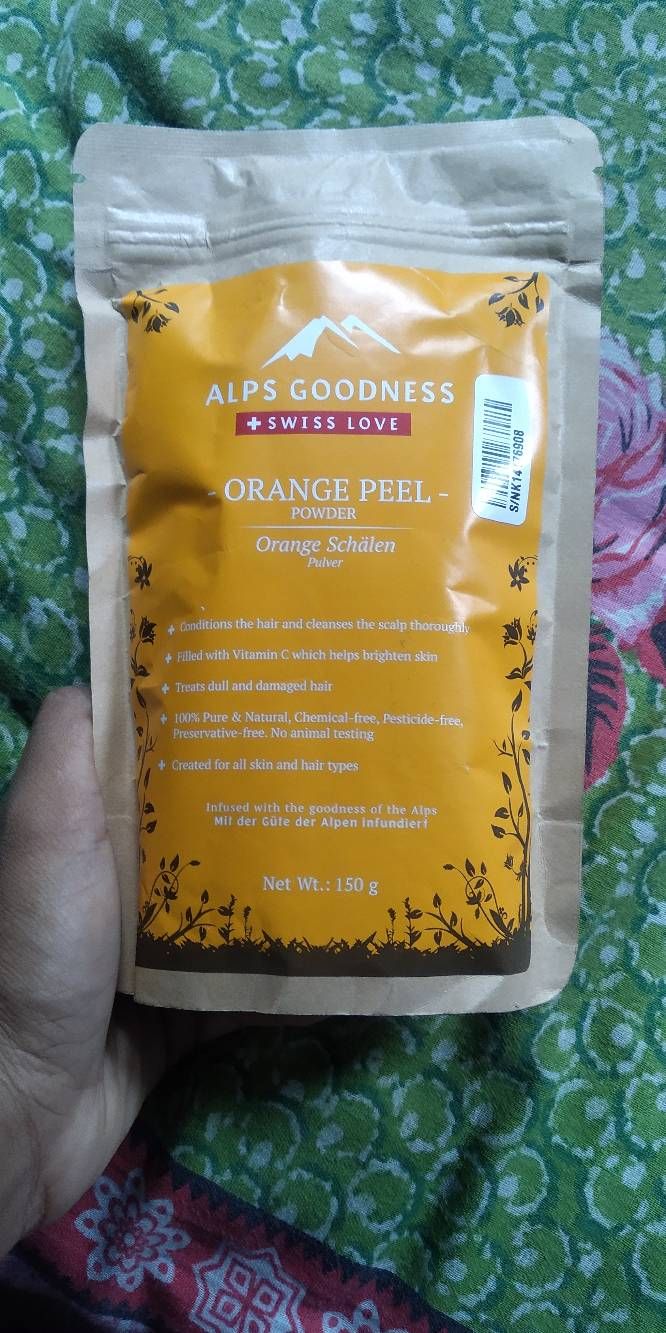 ALPS GOODNESS
SWISS LOVE
- ORANGE PEEL -
POWDER
Orange Schälen
Pulver
Conditions the hair and cleanses the scalp thoroughly
Filled with Vitamin C which helps brighten skin
Treats dull and damaged hair
100% Pure & Natural, Chemical-free, Pesticide-free,
Preservative-free. No animal testing
Created for all skin and hair types
Infused with the goodness of the Alps
Mit der Güte der Alpen infundiert
Net Wt.: 150 g